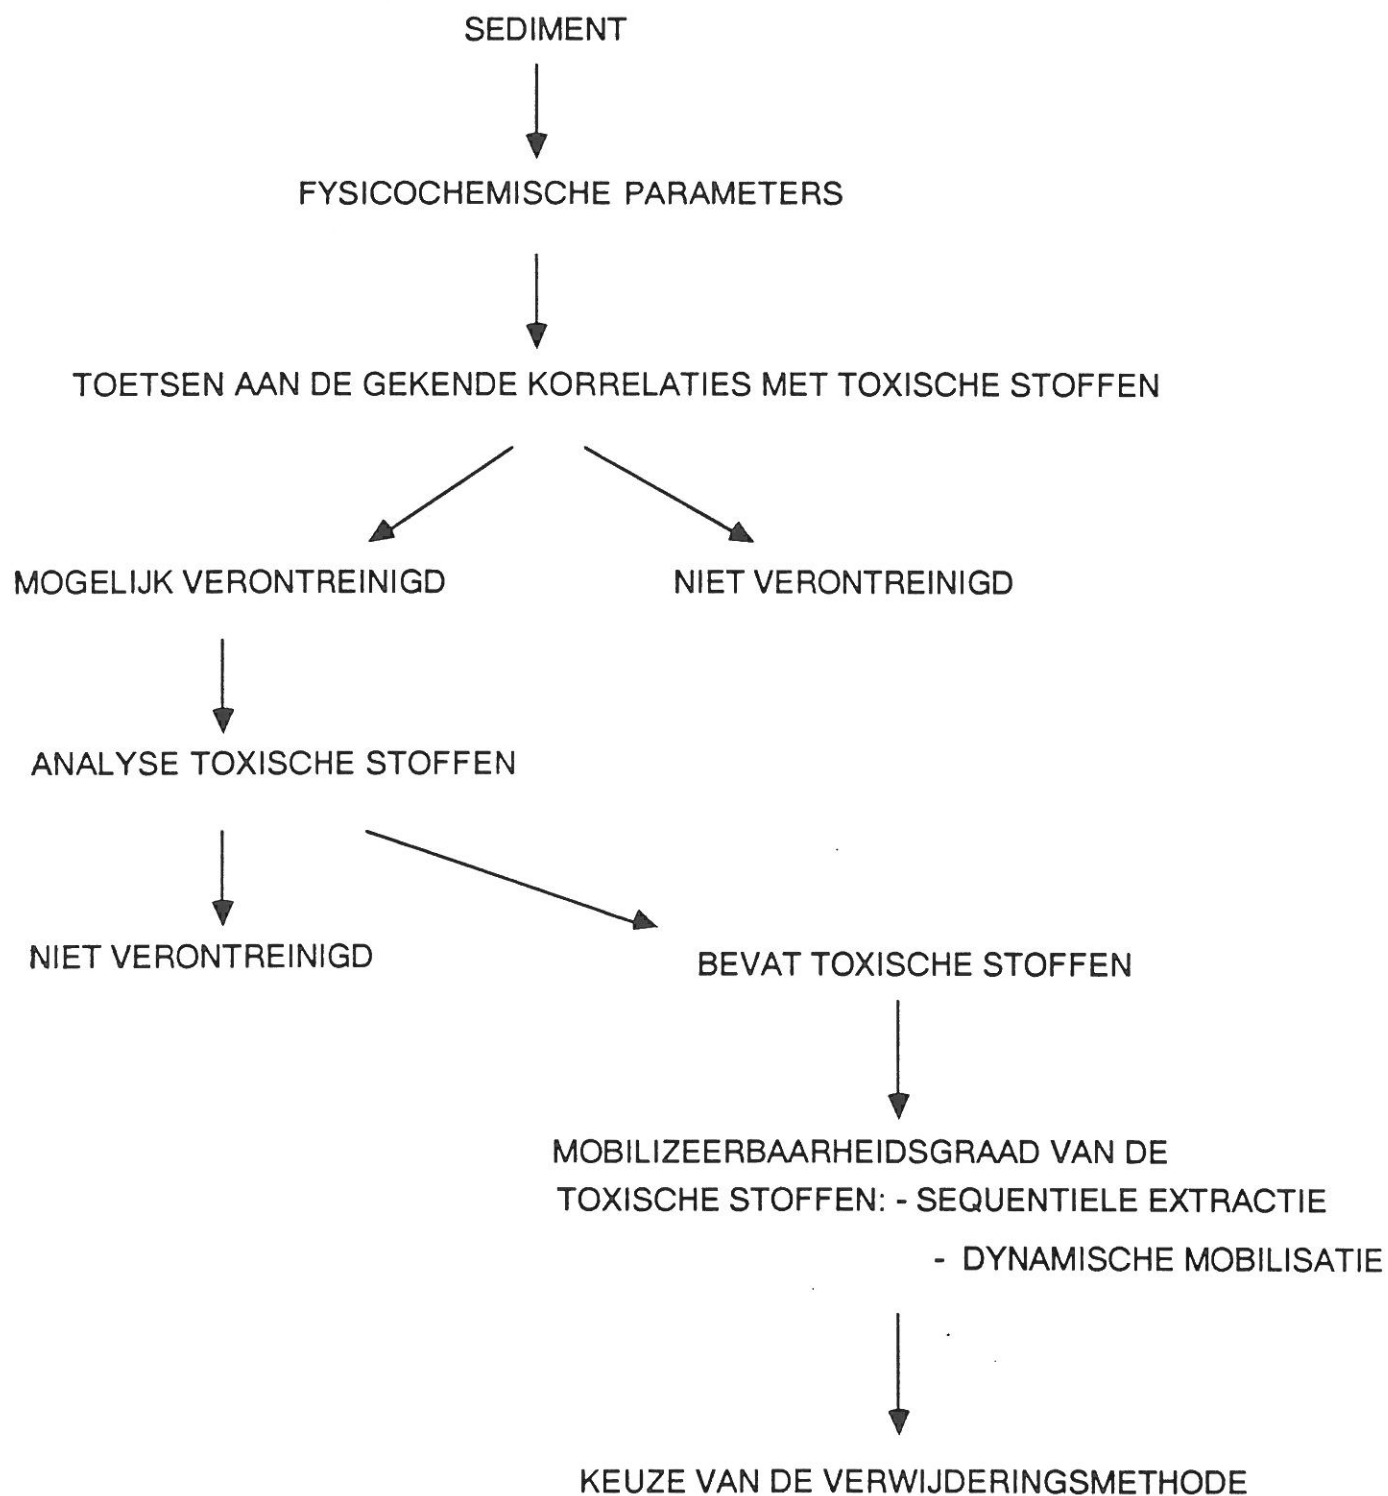 SEDIMENT
FYSICOCHEMISCHE PARAMETERS
TOETSEN AAN DE GEKENDE KORRELATIES MET TOXISCHE STOFFEN
MOGELIJK VERONTREINIGD
NIET VERONTREINIGD
ANALYSE TOXISCHE STOFFEN
NIET VERONTREINIGD
BEVAT TOXISCHE STOFFEN
MOBILIZEERBAARHEIDSGRAAD VAN DE
TOXISCHE STOFFEN: - SEQUENTIELE EXTRACTIE
- DYNAMISCHE MOBILISATIE
KEUZE VAN DE VERWIJDERINGSMETHODE